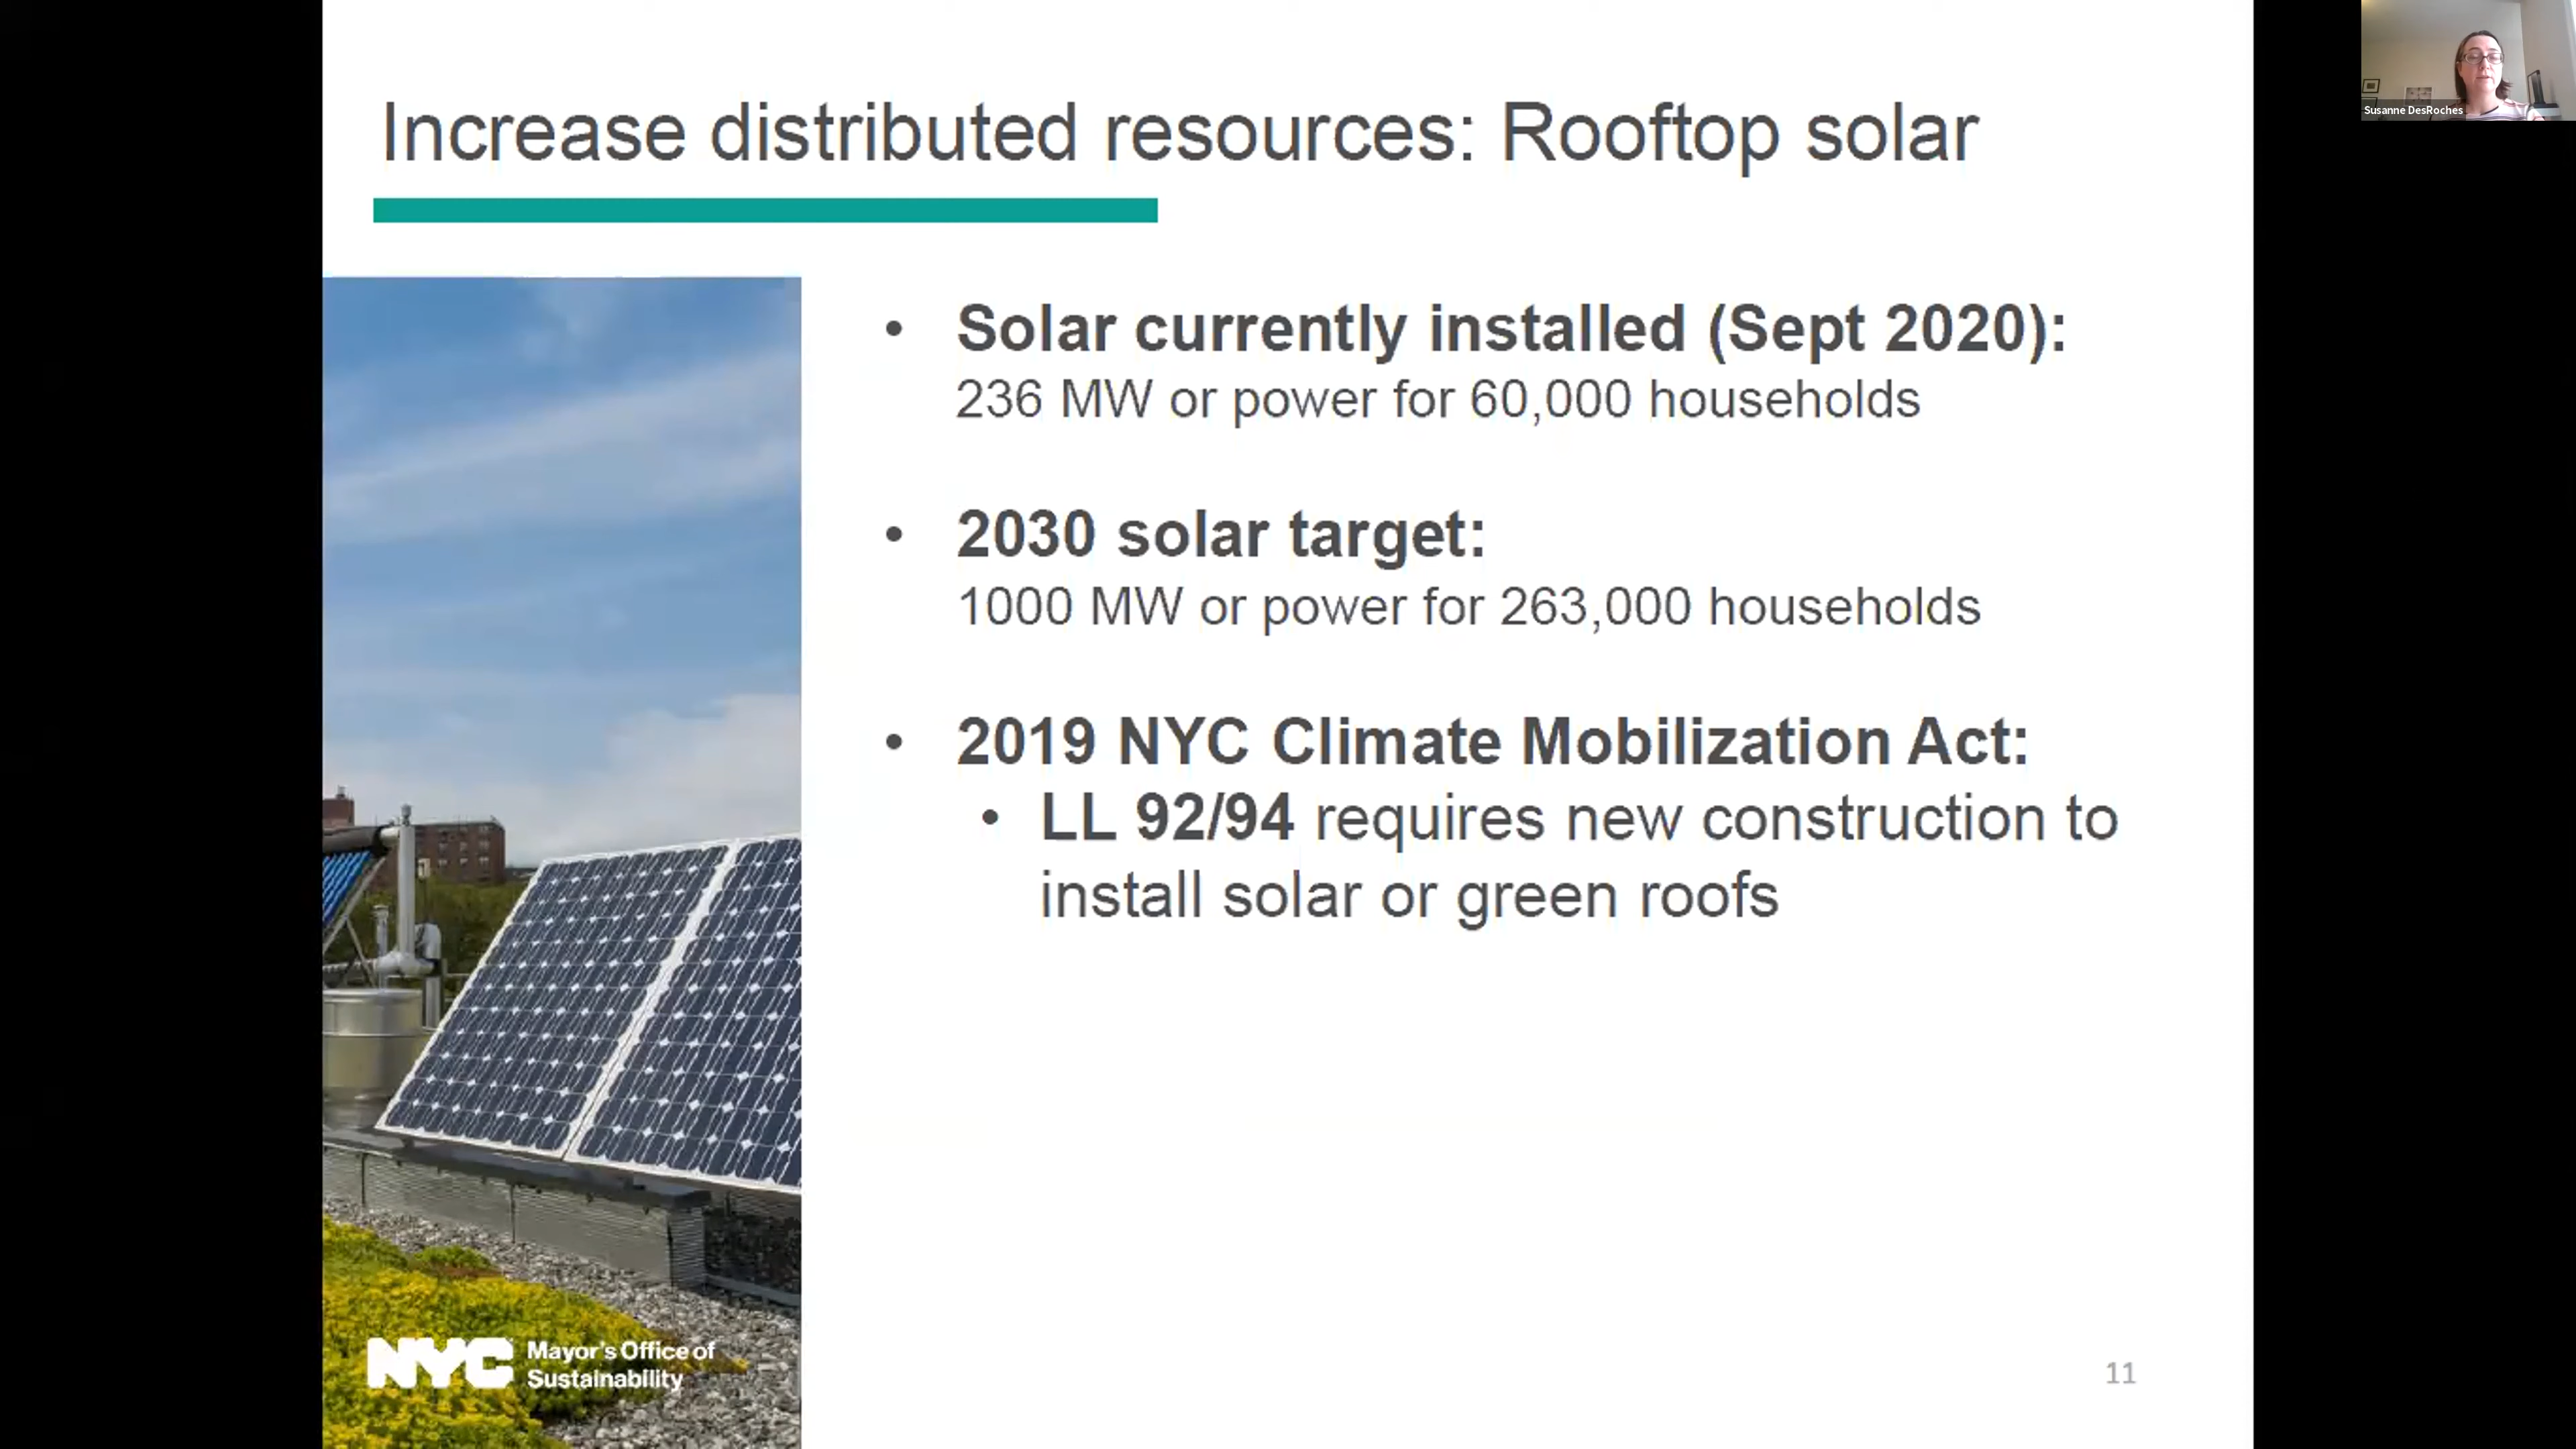 Susanne DesRoches
Increase distributed resources: Rooftop solar
• Solar currently installed (Sept 2020):
236 MW or power for 60,000 households
• 2030 solar target:
1000 MW or power for 263,000 households
• 2019 NYC Climate Mobilization Act:
• LL 92/94 requires new construction to
install solar or green roofs
NYC
Mayor's Office of
Sustainability
11